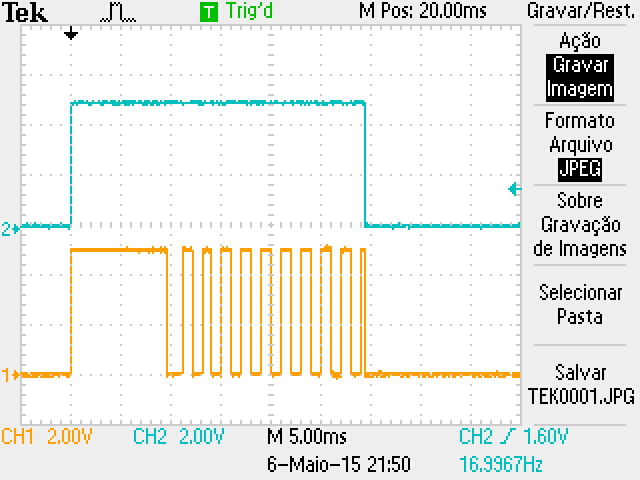 Tek T Trig'd M Pos: 20.00ms Gravar/Rest.
Ação
Gravar
Imagem
Formato
Arquivo
JPEG
2
Sobre
Gravação
de Imagens
Selecionar
Pasta
1
Salvar
TEK0001.JPG
CH1 2.00V CH2 2.00V M 5.00ms CH2 1.60V
6-Maio-15 21:50 16.9967Hz